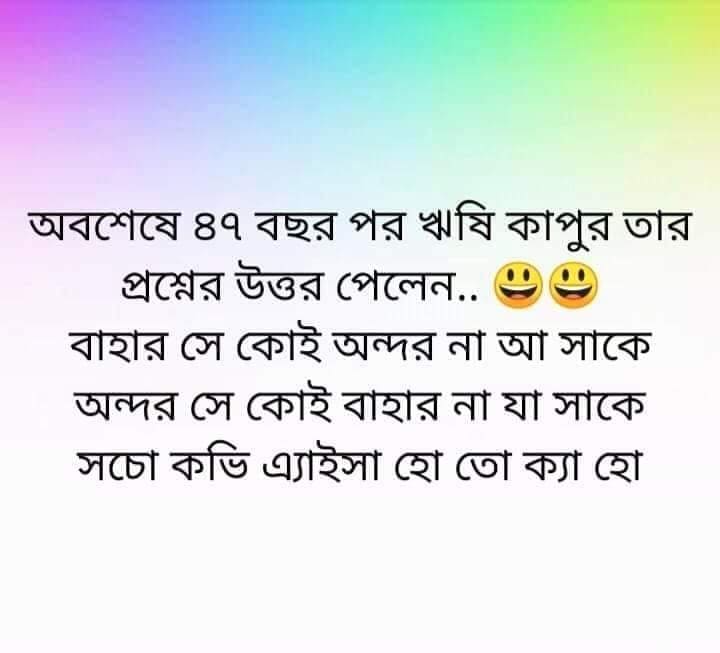 অবশেষে ৪৭ বছর পর ঋষি কাপুর তার
প্রশ্নের উত্তর পেলেন.. 😃😃
বাহার সে কোই অন্দর না আ সাকে
অন্দর সে কোই বাহার না যা সাকে
সচো কভি এ্যাইসা হো তো ক্যা হো